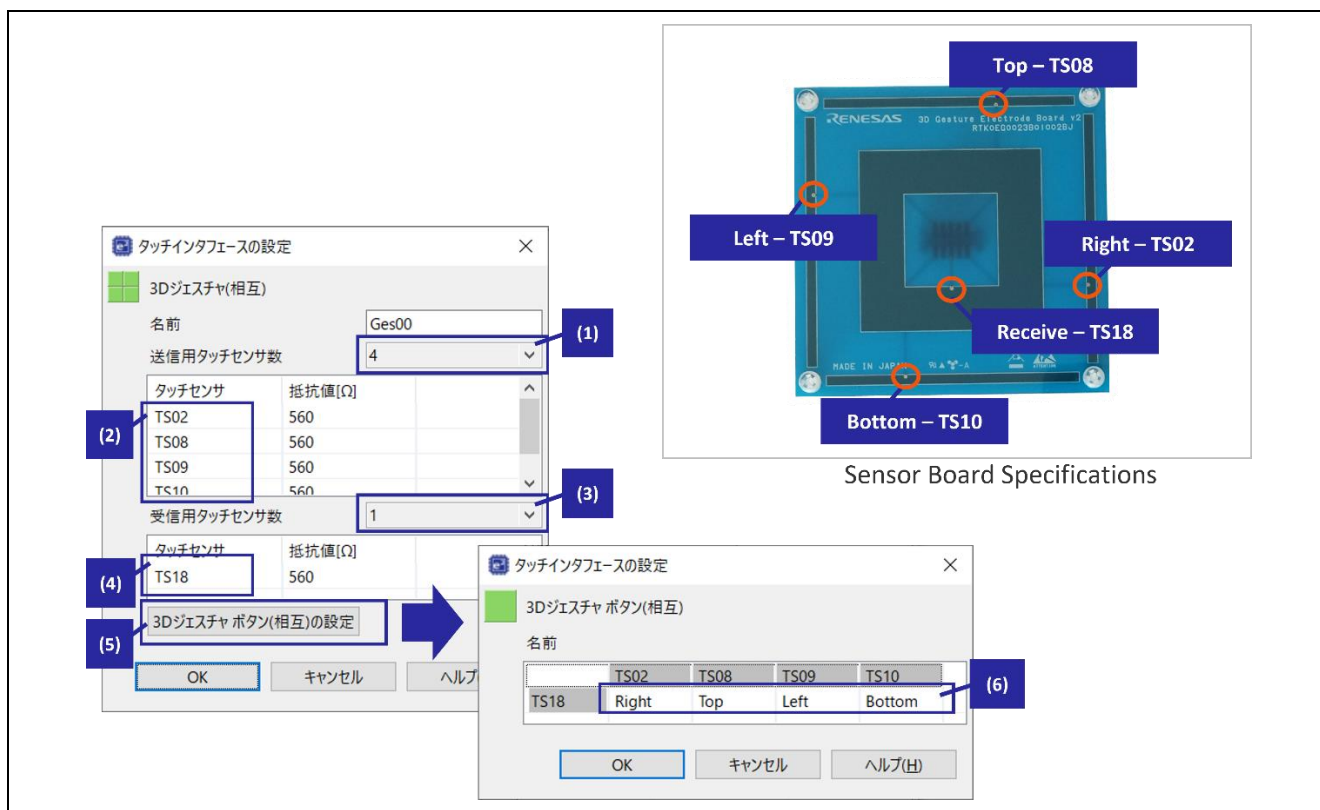 Top – TS08
RENESAS 3D Gesture Electrode Board v2
RTK0EG0023B01002BJ
Left – TS09
Right – TS02
Receive – TS18
MADE IN JAPAN
Bottom – TS10
Sensor Board Specifications
タッチインタフェースの設定
3Dジェスチャ(相互)
名前 Ges00
(1)
送信用タッチセンサ数 4
タッチセンサ 抵抗値[Ω]
(2)
TS02 560
TS08 560
TS09 560
TS10 560
(3)
受信用タッチセンサ数 1
タッチセンサ 抵抗値[Ω]
(4)
TS18 560
(5)
3Dジェスチャ ボタン(相互)の設定
OK キャンセル ヘルプ
タッチインタフェースの設定
3Dジェスチャ ボタン(相互)
名前
TS02 TS08 TS09 TS10
(6)
TS18 Right Top Left Bottom
OK キャンセル ヘルプ(H)